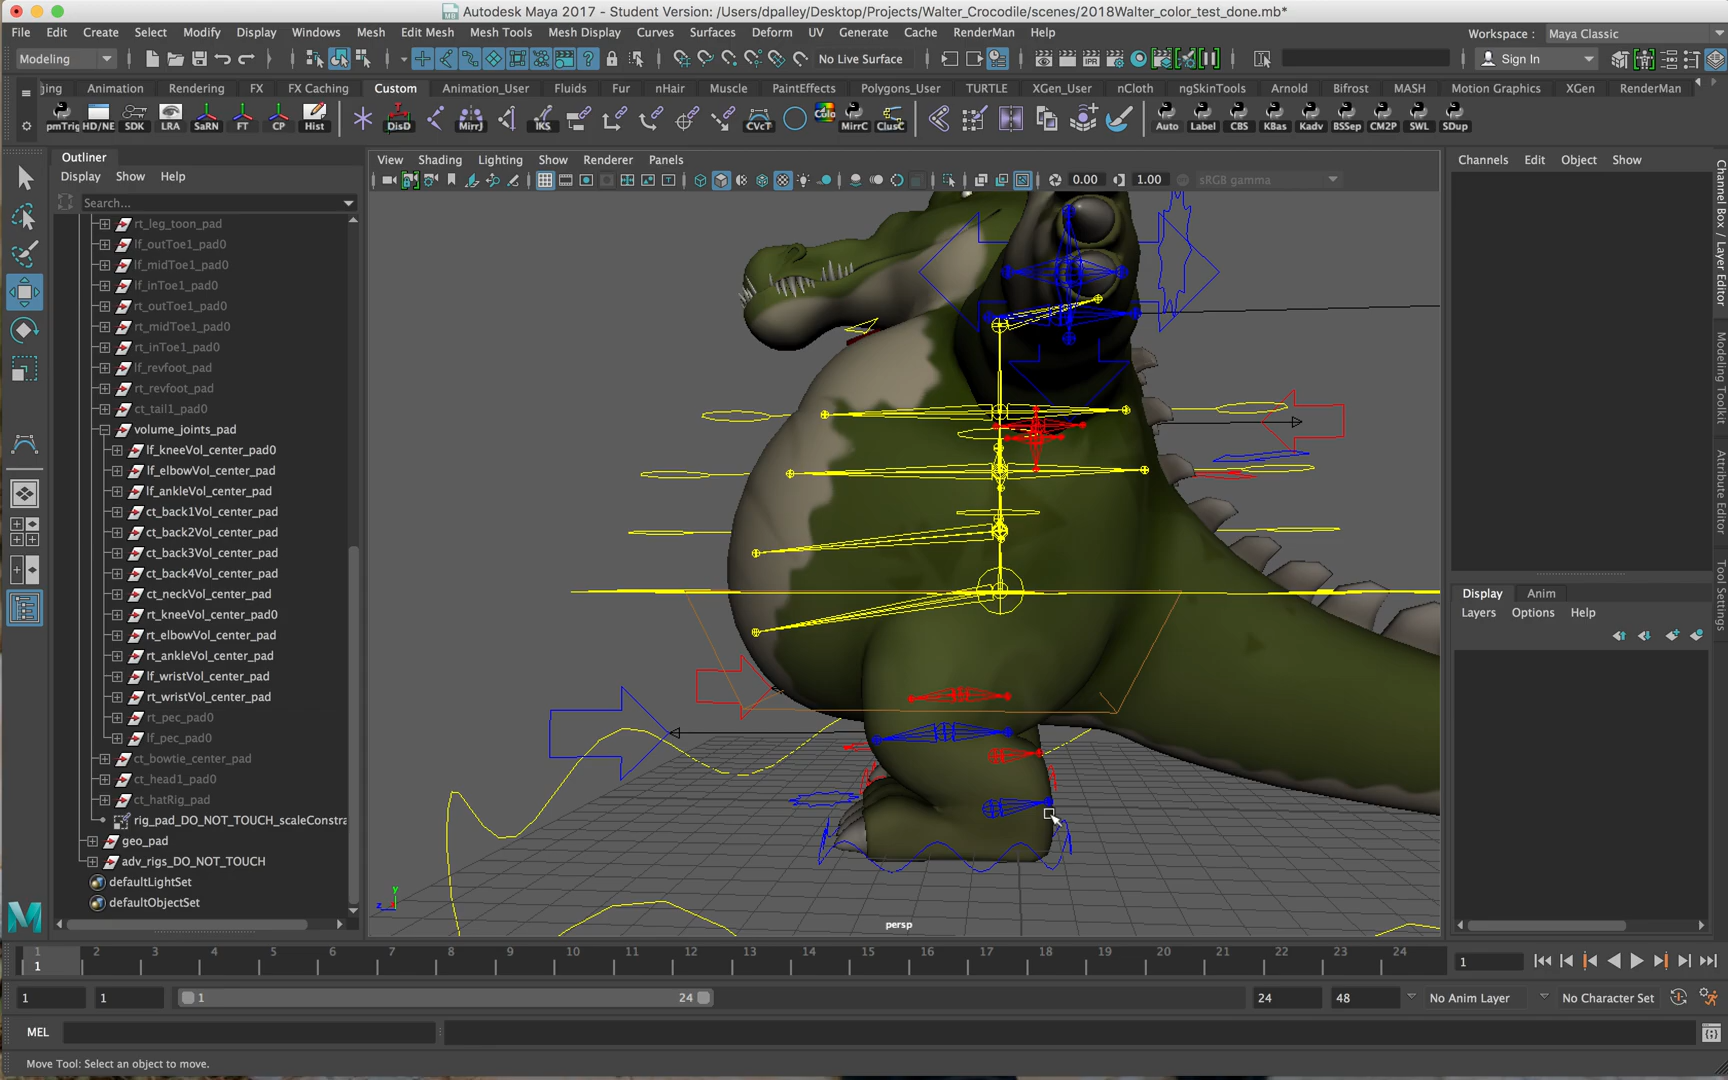 Autodesk Maya 2017 - Student Version: /Users/dpalley/Desktop/Projects/Walter_Crocodile/scenes/2018Walter_color_test_done.mb*
File Edit Create Select Modify Display Windows Mesh Edit Mesh Mesh Tools Mesh Display Curves Surfaces Deform UV Generate Cache RenderMan Help
Workspace : Maya Classic
Modeling No Live Surface Sign In
ging Animation Rendering FX FX Caching Custom Animation_User Fluids Fur nHair Muscle PaintEffects Polygons_User TURTLE XGen_User nCloth ngSkinTools Arnold Bifrost MASH Motion Graphics XGen RenderMan
pmTrig HD/NE SDK LRA SaRN FT CP Hist DisD MirrJ IKS CVcT Colo MirrC ClusC Auto Label CBS KBas Kadv BSSep CM2P SWL SDup
Outliner
Display Show Help
Search...
rt_leg_toon_pad
lf_outToe1_pad0
lf_midToe1_pad0
lf_inToe1_pad0
rt_outToe1_pad0
rt_midToe1_pad0
rt_inToe1_pad0
lf_revfoot_pad
rt_revfoot_pad
ct_tail1_pad0
volume_joints_pad
lf_kneeVol_center_pad0
lf_elbowVol_center_pad
lf_ankleVol_center_pad
ct_back1Vol_center_pad
ct_back2Vol_center_pad
ct_back3Vol_center_pad
ct_back4Vol_center_pad
ct_neckVol_center_pad
rt_kneeVol_center_pad0
rt_elbowVol_center_pad
rt_ankleVol_center_pad
lf_wristVol_center_pad
rt_wristVol_center_pad
rt_pec_pad0
lf_pec_pad0
ct_bowtie_center_pad
ct_head1_pad0
ct_hatRig_pad
rig_pad_DO_NOT_TOUCH_scaleConstra
geo_pad
adv_rigs_DO_NOT_TOUCH
defaultLightSet
defaultObjectSet
View Shading Lighting Show Renderer Panels
0.00 1.00 sRGB gamma
y
z
persp
Channels Edit Object Show
Display Anim
Layers Options Help
Channel Box / Layer Editor
Modeling Toolkit
Attribute Editor
Tool Settings
1 2 3 4 5 6 7 8 9 10 11 12 13 14 15 16 17 18 19 20 21 22 23 24
1 1
1 1 1 24 24 48 No Anim Layer No Character Set
MEL
Move Tool: Select an object to move.